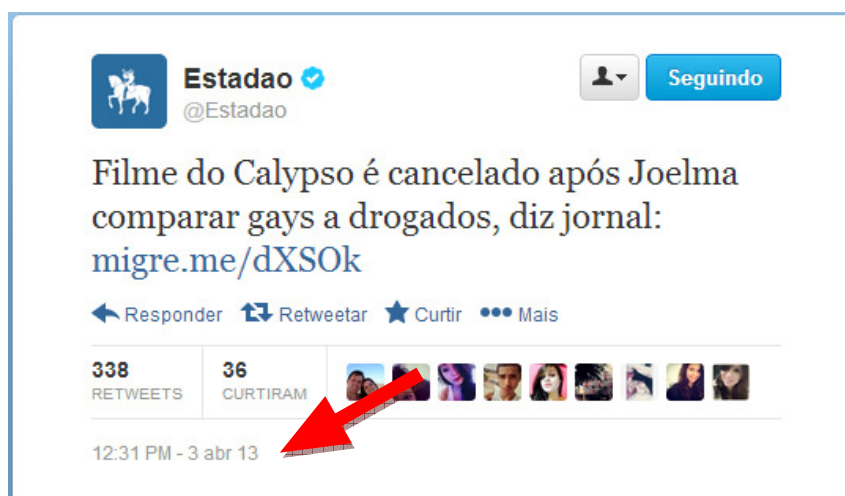 Estadao
Seguindo
@Estadao
Filme do Calypso é cancelado após Joelma
comparar gays a drogados, diz jornal:
migre.me/dXSOk
Responder Retweetar Curtir Mais
338 36
RETWEETS CURTIRAM
12:31 PM - 3 abr 13